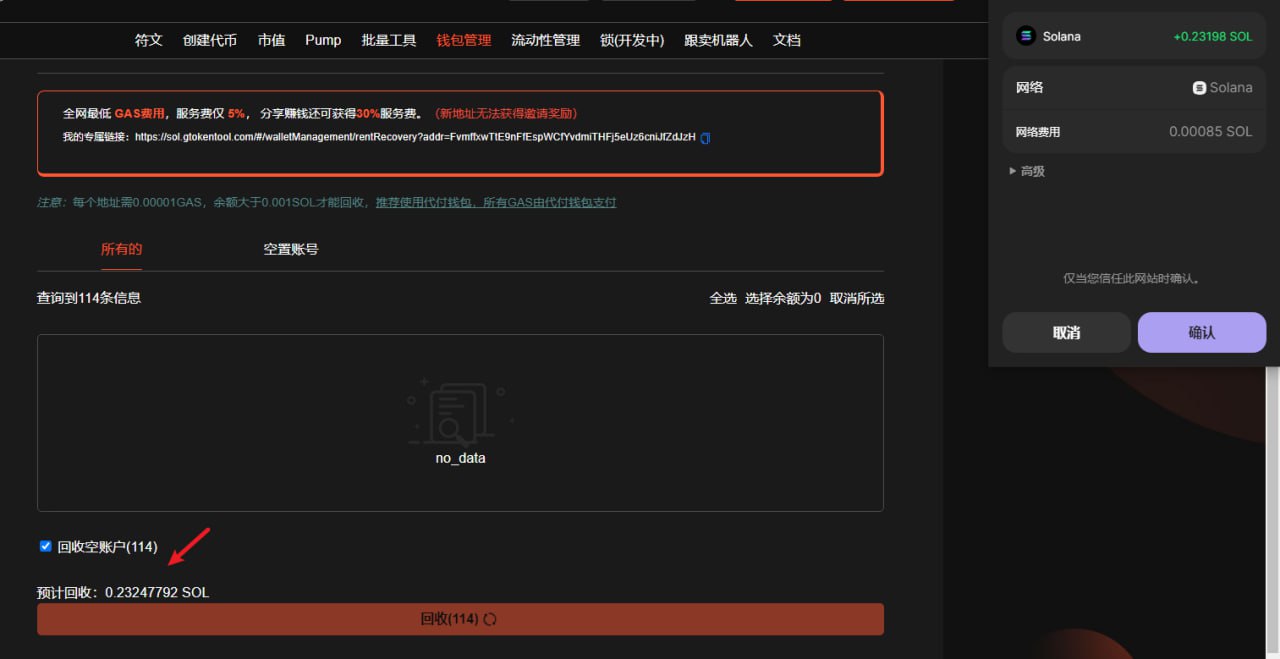 符文 创建代币 市值 Pump 批量工具 钱包管理 流动性管理 锁(开发中) 跟卖机器人 文档
全网最低 GAS费用，服务费仅 5%， 分享赚钱还可获得30%服务费。（新地址无法获得邀请奖励）
我的专属链接：https://sol.gtokentool.com/#/walletManagement/rentRecovery?addr=FvmffxwTtE9nFfEspWCfYvdmiTHFj5eUz6cniJfZdJzH
注意：每个地址需0.00001GAS，余额大于0.001SOL才能回收，推荐使用代付钱包，所有GAS由代付钱包支付
所有的 空置账号
查询到114条信息 全选 选择余额为0 取消所选
no_data
回收空账户(114)
预计回收：0.23247792 SOL
回收(114)
Solana +0.23198 SOL
网络 Solana
网络费用 0.00085 SOL
高级
仅当您信任此网站时确认。
取消 确认